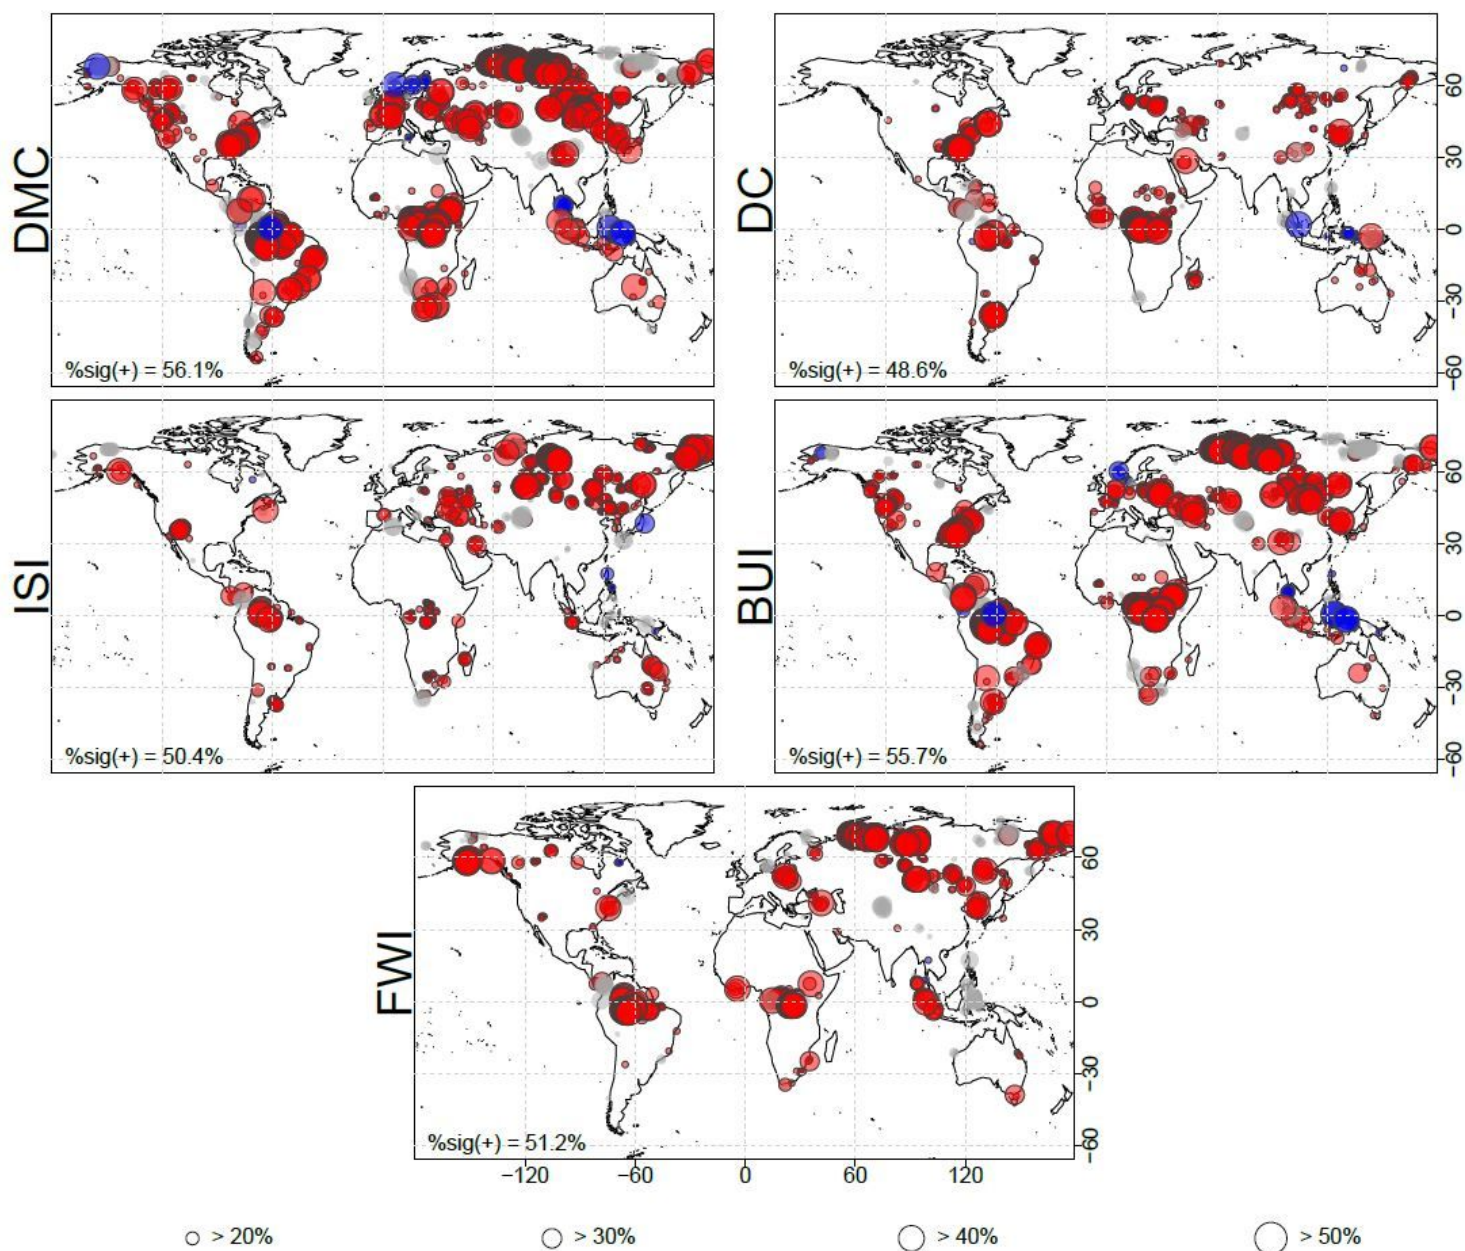 DMC
%sig(+) = 56.1%
DC
%sig(+) = 48.6%
60
30
0
−30
−60
ISI
%sig(+) = 50.4%
BUI
%sig(+) = 55.7%
60
30
0
−30
−60
FWI
%sig(+) = 51.2%
60
30
0
−30
−60
−120 −60 0 60 120
> 20% > 30% > 40% > 50%